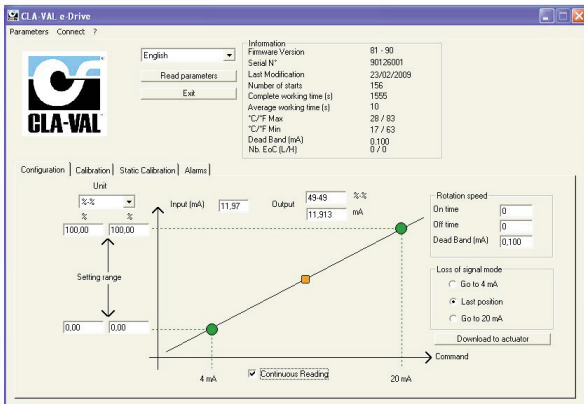 CLA-VAL e-Drive
Parameters Connect ?
CLA-VAL
English
Read parameters
Exit
Information
Firmware Version 81 - 90
Serial N° 90126001
Last Modification 23/02/2009
Number of starts 156
Complete working time (s) 1555
Average working time (s) 10
°C/°F Max 28 / 83
°C/°F Min 17 / 63
Dead Band (mA) 0.100
Nb. EoC (L/H) 0 / 0
Configuration Calibration Static Calibration Alarms
Unit
%-%
% %
100,00 100,00
Setting range
0,00 0,00
Input (mA) 11,97
Output 49-49 %-%
11,913 mA
4 mA
20 mA
Command
Continuous Reading
Rotation speed
On time 0
Off time 0
Dead Band (mA) 0,100
Loss of signal mode
Go to 4 mA
Last position
Go to 20 mA
Download to actuator